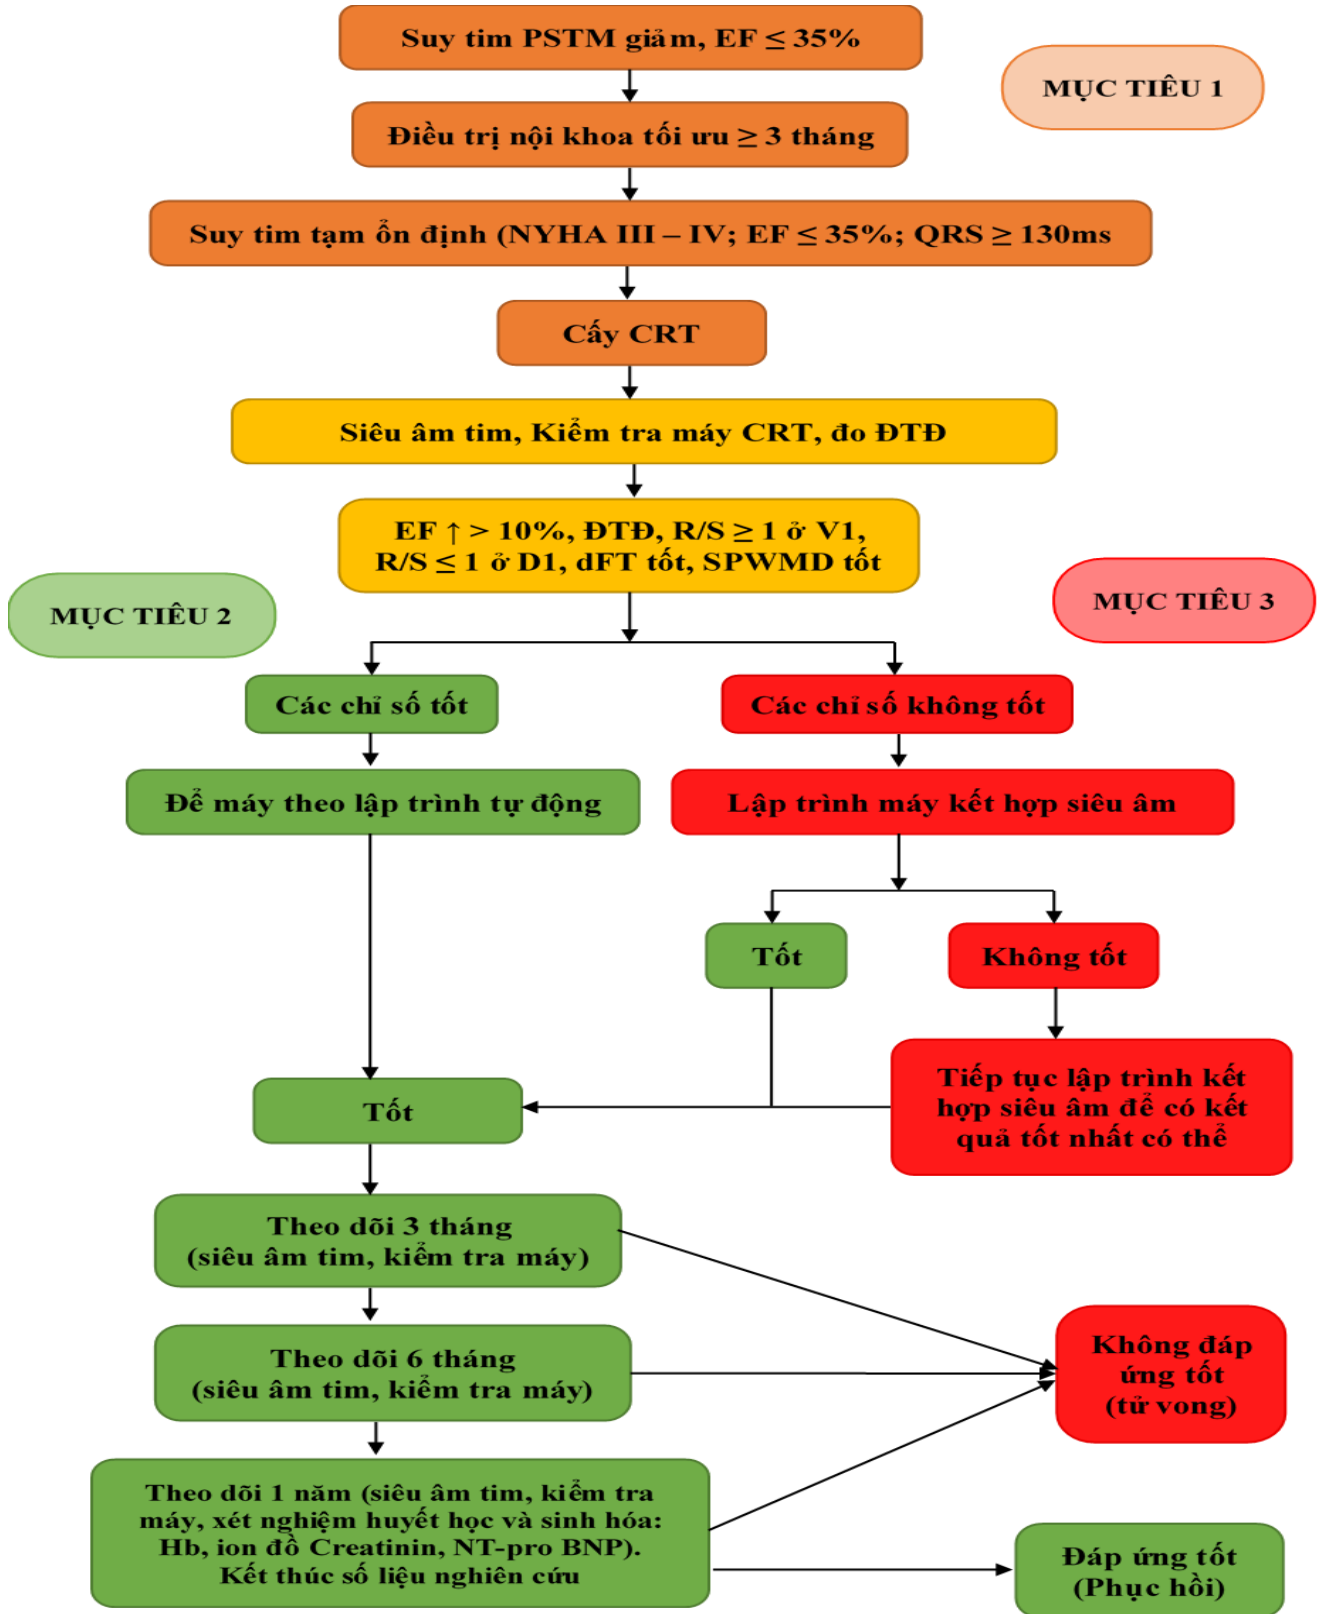 Suy tim PSTM giảm, EF ≤ 35%
MỤC TIÊU 1
Điều trị nội khoa tối ưu ≥ 3 tháng
Suy tim tạm ổn định (NYHA III – IV; EF ≤ 35%; QRS ≥ 130ms
Cấy CRT
Siêu âm tim, Kiểm tra máy CRT, đo ĐTĐ
EF ↑ > 10%, ĐTĐ, R/S ≥ 1 ở V1,
R/S ≤ 1 ở D1, dFT tốt, SPWMD tốt
MỤC TIÊU 2
MỤC TIÊU 3
Các chỉ số tốt
Các chỉ số không tốt
Để máy theo lập trình tự động
Lập trình máy kết hợp siêu âm
Tốt
Không tốt
Tiếp tục lập trình kết
hợp siêu âm để có kết
quả tốt nhất có thể
Tốt
Theo dõi 3 tháng
(siêu âm tim, kiểm tra máy)
Theo dõi 6 tháng
(siêu âm tim, kiểm tra máy)
Không đáp
ứng tốt
(tử vong)
Theo dõi 1 năm (siêu âm tim, kiểm tra
máy, xét nghiệm huyết học và sinh hóa:
Hb, ion đồ Creatinin, NT-pro BNP).
Kết thúc số liệu nghiên cứu
Đáp ứng tốt
(Phục hồi)